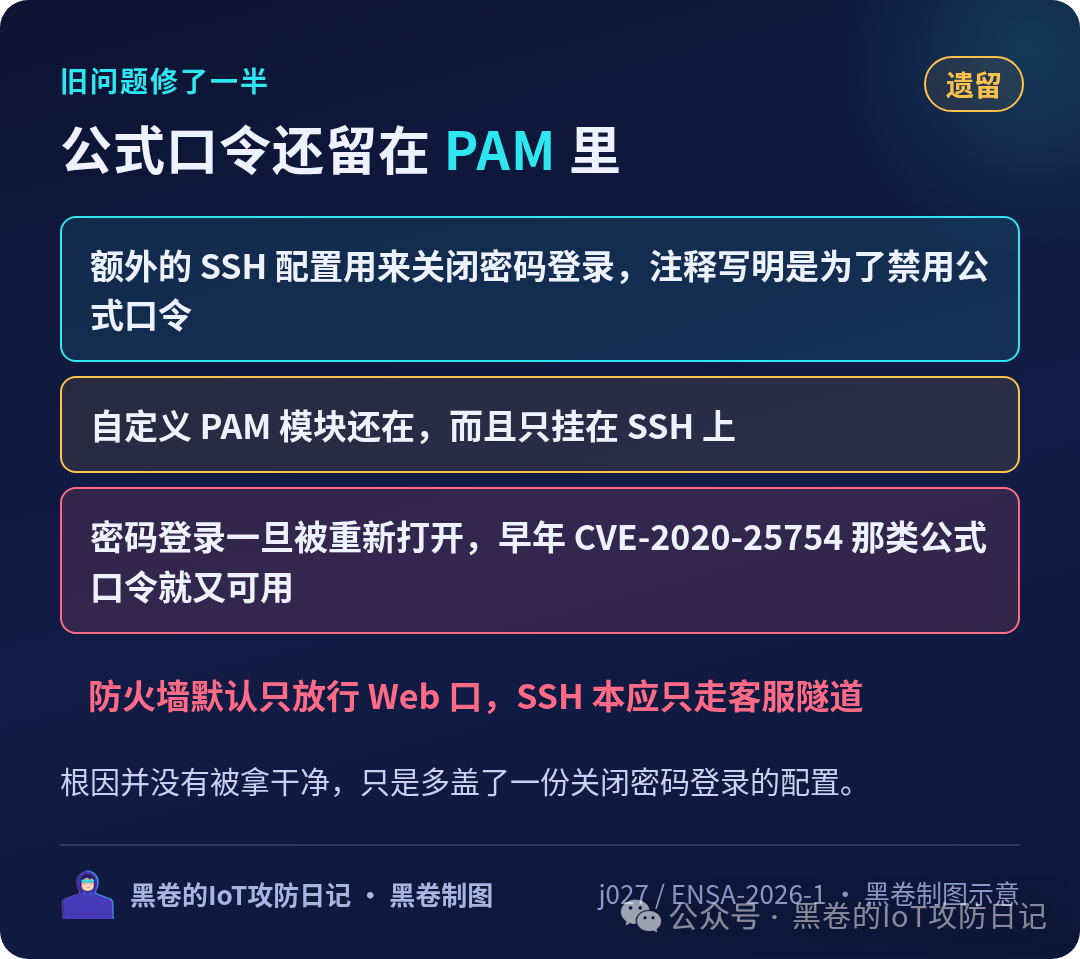 旧问题修了一半
遗留
公式口令还留在 PAM 里
额外的 SSH 配置用来关闭密码登录，注释写明是为了禁用公
式口令
自定义 PAM 模块还在，而且只挂在 SSH 上
密码登录一旦被重新打开，早年 CVE-2020-25754 那类公式
口令就又可用
防火墙默认只放行 Web 口，SSH 本应只走客服隧道
根因并没有被拿干净，只是多盖了一份关闭密码登录的配置。
黑卷的IoT攻防日记 · 黑卷制图
j027 / ENSA-2026-1 · 黑卷制图示意
公众号 · 黑卷的IoT攻防日记